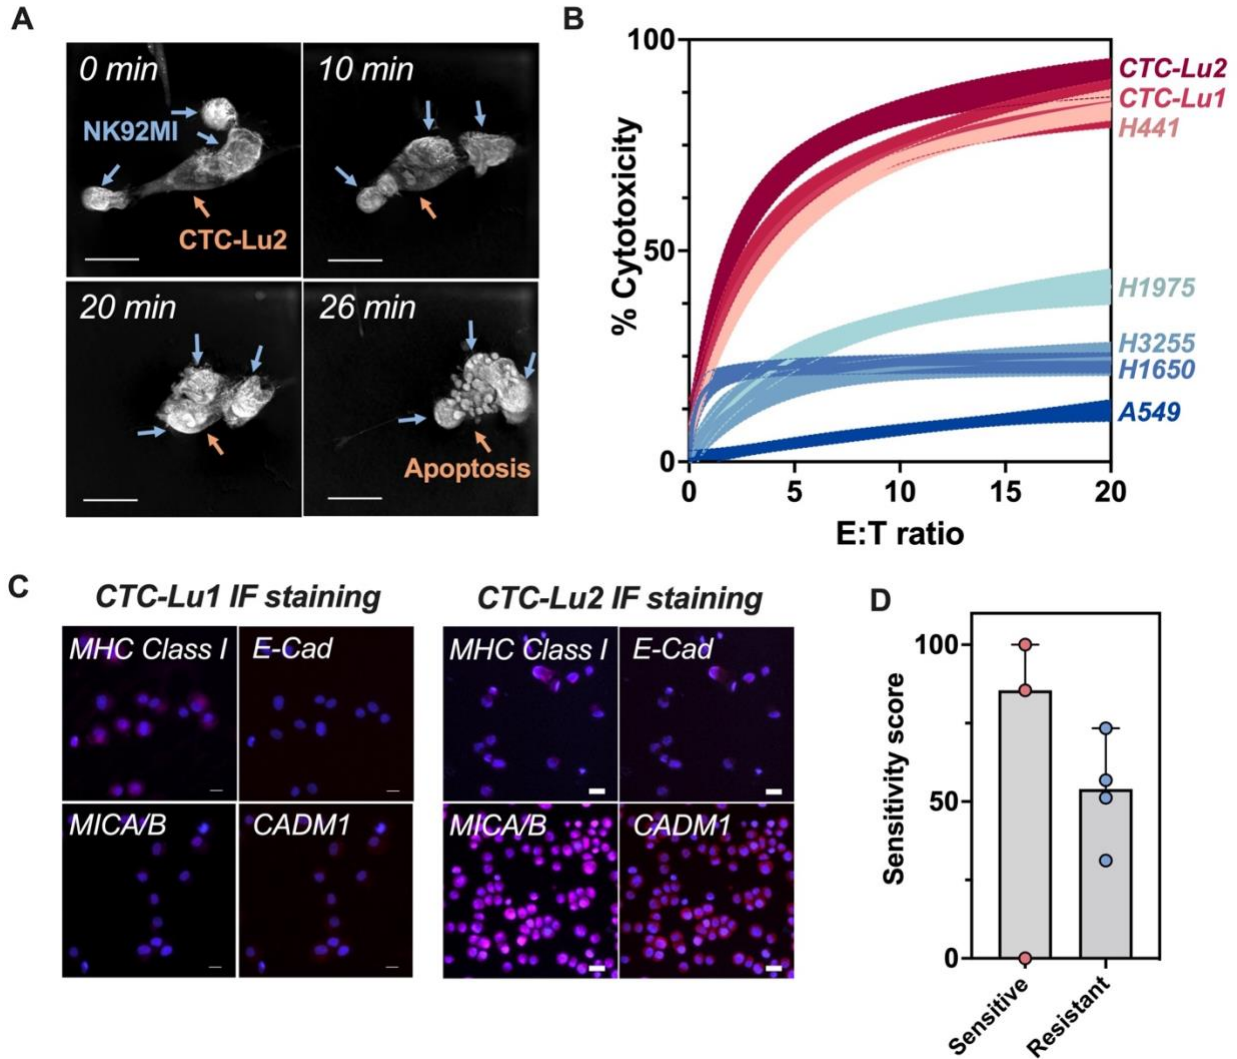 A
0 min
NK92MI
CTC-Lu2
10 min
20 min
26 min
Apoptosis
B
100
50
0
% Cytotoxicity
0 5 10 15 20
E:T ratio
CTC-Lu2
CTC-Lu1
H441
H1975
H3255
H1650
A549
C
CTC-Lu1 IF staining
MHC Class I
E-Cad
MICA/B
CADM1
CTC-Lu2 IF staining
MHC Class I
E-Cad
MICA/B
CADM1
D
100
50
0
Sensitivity score
Sensitive
Resistant